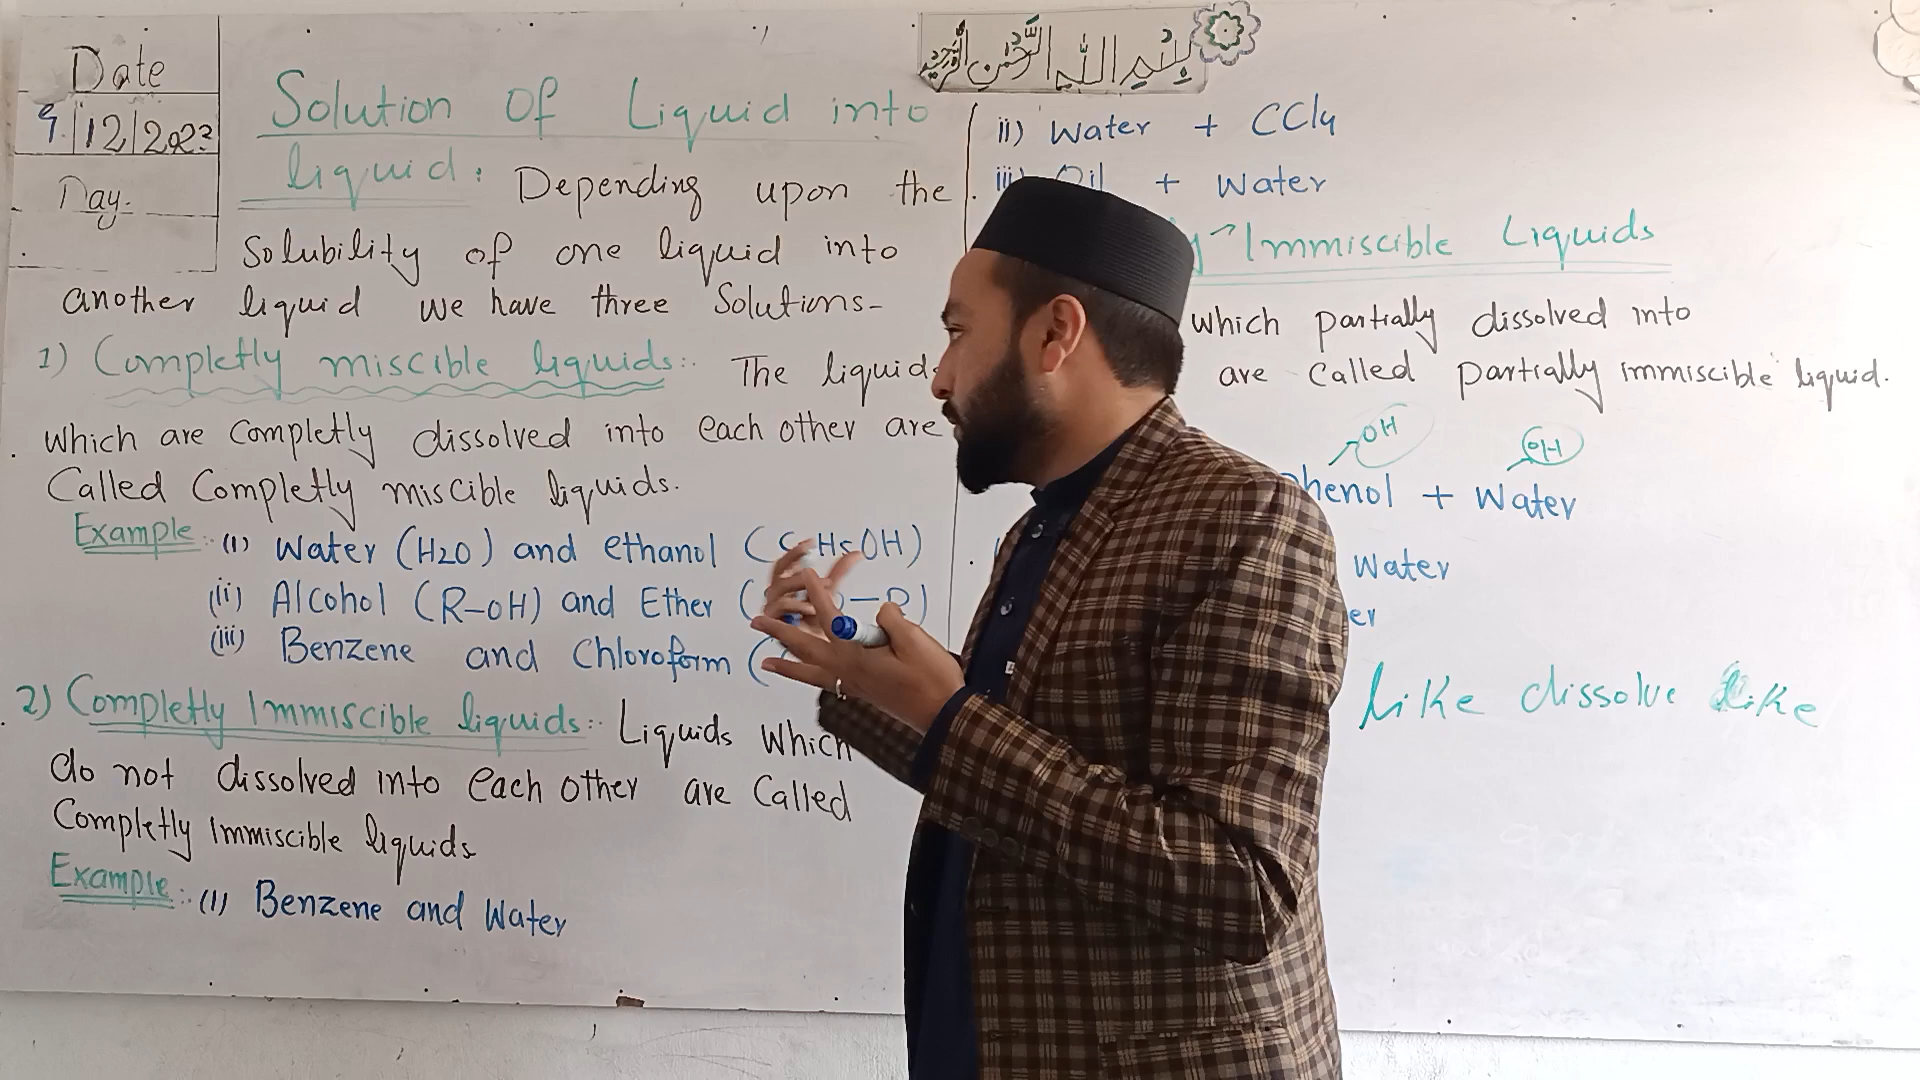 Date
9/12/2023
Day:
Solution Of Liquid into
liquid: Depending upon the
Solubility of one liquid into
another liquid we have three Solutions-
1) Completly miscible liquids:. The liquids
which are Completly dissolved into each other are
Called Completly miscible liquids.
Example:. (1) Water (H2O) and ethanol (C2H5OH)
(ii) Alcohol (R-OH) and Ether (
(iii) Benzene and Chloroform (
2) Completly Immiscible liquids:. Liquids which
do not dissolved into each other are Called
Completly Immiscible liquids
Example:. (1) Benzene and Water
بسم الله الرحمن الرحيم
ii) Water + CCl4
iii) Oil + Water
Immiscible Liquids
which partially dissolved into
are Called partially immiscible liquid.
OH OH
phenol + Water
Water
Like dissolve Like